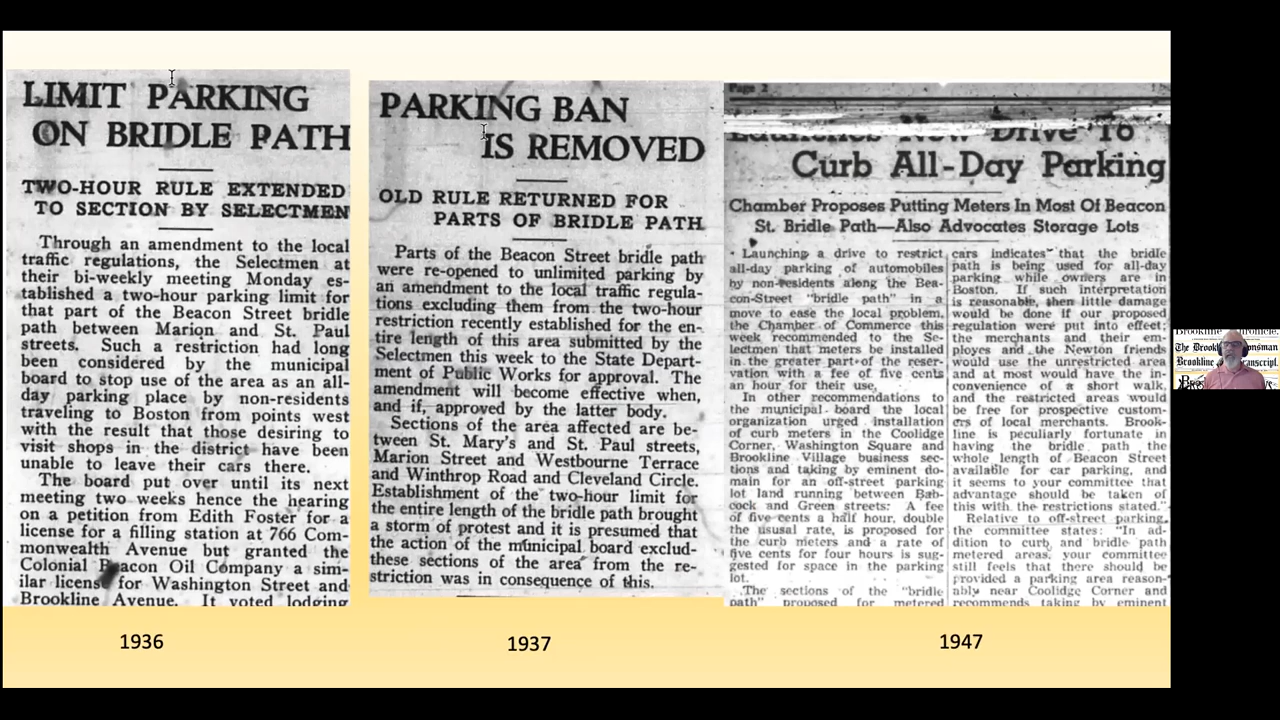 LIMIT PARKING
ON BRIDLE PATH
TWO-HOUR RULE EXTENDED
TO SECTION BY SELECTMEN
Through an amendment to the local
traffic regulations, the Selectmen at
their bi-weekly meeting Monday es-
tablished a two-hour parking limit for
that part of the Beacon Street bridle
path between Marion and St. Paul
streets. Such a restriction had long
been considered by the municipal
board to stop use of the area as an all-
day parking place by non-residents
traveling to Boston from points west
with the result that those desiring to
visit shops in the district have been
unable to leave their cars there.
The board put over until its next
meeting two weeks hence the hearing
on a petition from Edith Foster for a
license for a filling station at 766 Com-
monwealth Avenue but granted the
Colonial Beacon Oil Company a sim-
ilar license for Washington Street and
Brookline Avenue. It voted lodging
1936
PARKING BAN
IS REMOVED
OLD RULE RETURNED FOR
PARTS OF BRIDLE PATH
Parts of the Beacon Street bridle path
were re-opened to unlimited parking by
an amendment to the local traffic regula-
tions excluding them from the two-hour
restriction recently established for the en-
tire length of this area submitted by the
Selectmen this week to the State Depart-
ment of Public Works for approval. The
amendment will become effective when,
and if, approved by the latter body.
Sections of the area affected are be-
tween St. Mary's and St. Paul streets,
Marion Street and Westbourne Terrace
and Winthrop Road and Cleveland Circle.
Establishment of the two-hour limit for
the entire length of the bridle path brought
a storm of protest and it is presumed that
the action of the municipal board exclud-
these sections of the area from the re-
striction was in consequence of this.
1937
Page 2
Launches New Drive To
Curb All-Day Parking
Chamber Proposes Putting Meters In Most Of Beacon
St. Bridle Path—Also Advocates Storage Lots
Launching a drive to restrict
all-day parking of automobiles
by non-residents along the Bea-
con-Street "bridle path" in a
move to ease the local problem,
the Chamber of Commerce this
week recommended to the Se-
lectmen that meters be installed
in the greater part of the reser-
vation with a fee of five cents
an hour for their use,
In other recommendations to
the municipal board the local
organization urged installation
of curb meters in the Coolidge
Corner, Washington Square and
Brookline Village business sec-
tions and taking by eminent do-
main for an off-street parking
lot land running between Bab-
cock and Green streets: A fee
of five cents a half hour, double
the ususal rate, is proposed for
the curb meters and a rate of
five cents for four hours is sug-
gested for space in the parking
lot.
The sections of the "bridle
path" proposed for metered
cars indicates that the bridle
path is being used for all-day
parking while owners are in
Boston. If such interpretation
is reasonable, then little damage
would be done if our proposed
regulation were put into effect;
the merchants and their em-
ployes and the Newton friends
would use the unrestricted area
and at most would have the in-
convenience of a short walk,
and the restricted areas would
be free for prospective custom-
ers of local merchants. Brook-
line is peculiarly fortunate in
having the bridle path the
whole length of Beacon Street
available for car parking, and
it seems to your committee that
advantage should be taken of
this with the restrictions stated."
Relative to off-street parking,
the committee states: "In ad-
dition to curb and bridle path
metered areas, your committee
still feels that there should be
provided a parking area reason-
ably near Coolidge Corner and
recommends taking by eminent
1947